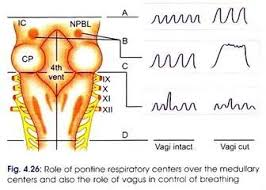 IC
NPBL
A
B
CP
4th
vent
C
IX
X
XI
XII
D
Vagi intact
Vagi cut
Fig. 4.26: Role of pontine respiratory centers over the medullary
centers and also the role of vagus in control of breathing